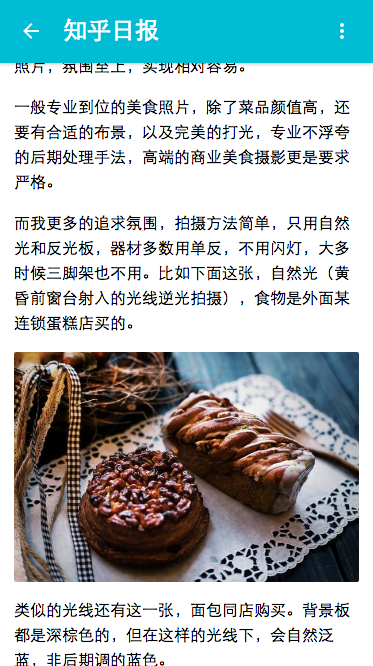 知乎日报
照片，氛围至上，实现相对容易。
一般专业到位的美食照片，除了菜品颜值高，还
要有合适的布景，以及完美的打光，专业不浮夸
的后期处理手法，高端的商业美食摄影更是要求
严格。
而我更多的追求氛围，拍摄方法简单，只用自然
光和反光板，器材多数用单反，不用闪灯，大多
时候三脚架也不用。比如下面这张，自然光（黄
昏前窗台射入的光线逆光拍摄），食物是外面某
连锁蛋糕店买的。
类似的光线还有这一张，面包同店购买。背景板
都是深棕色的，但在这样的光线下，会自然泛
蓝，非后期调的蓝色。